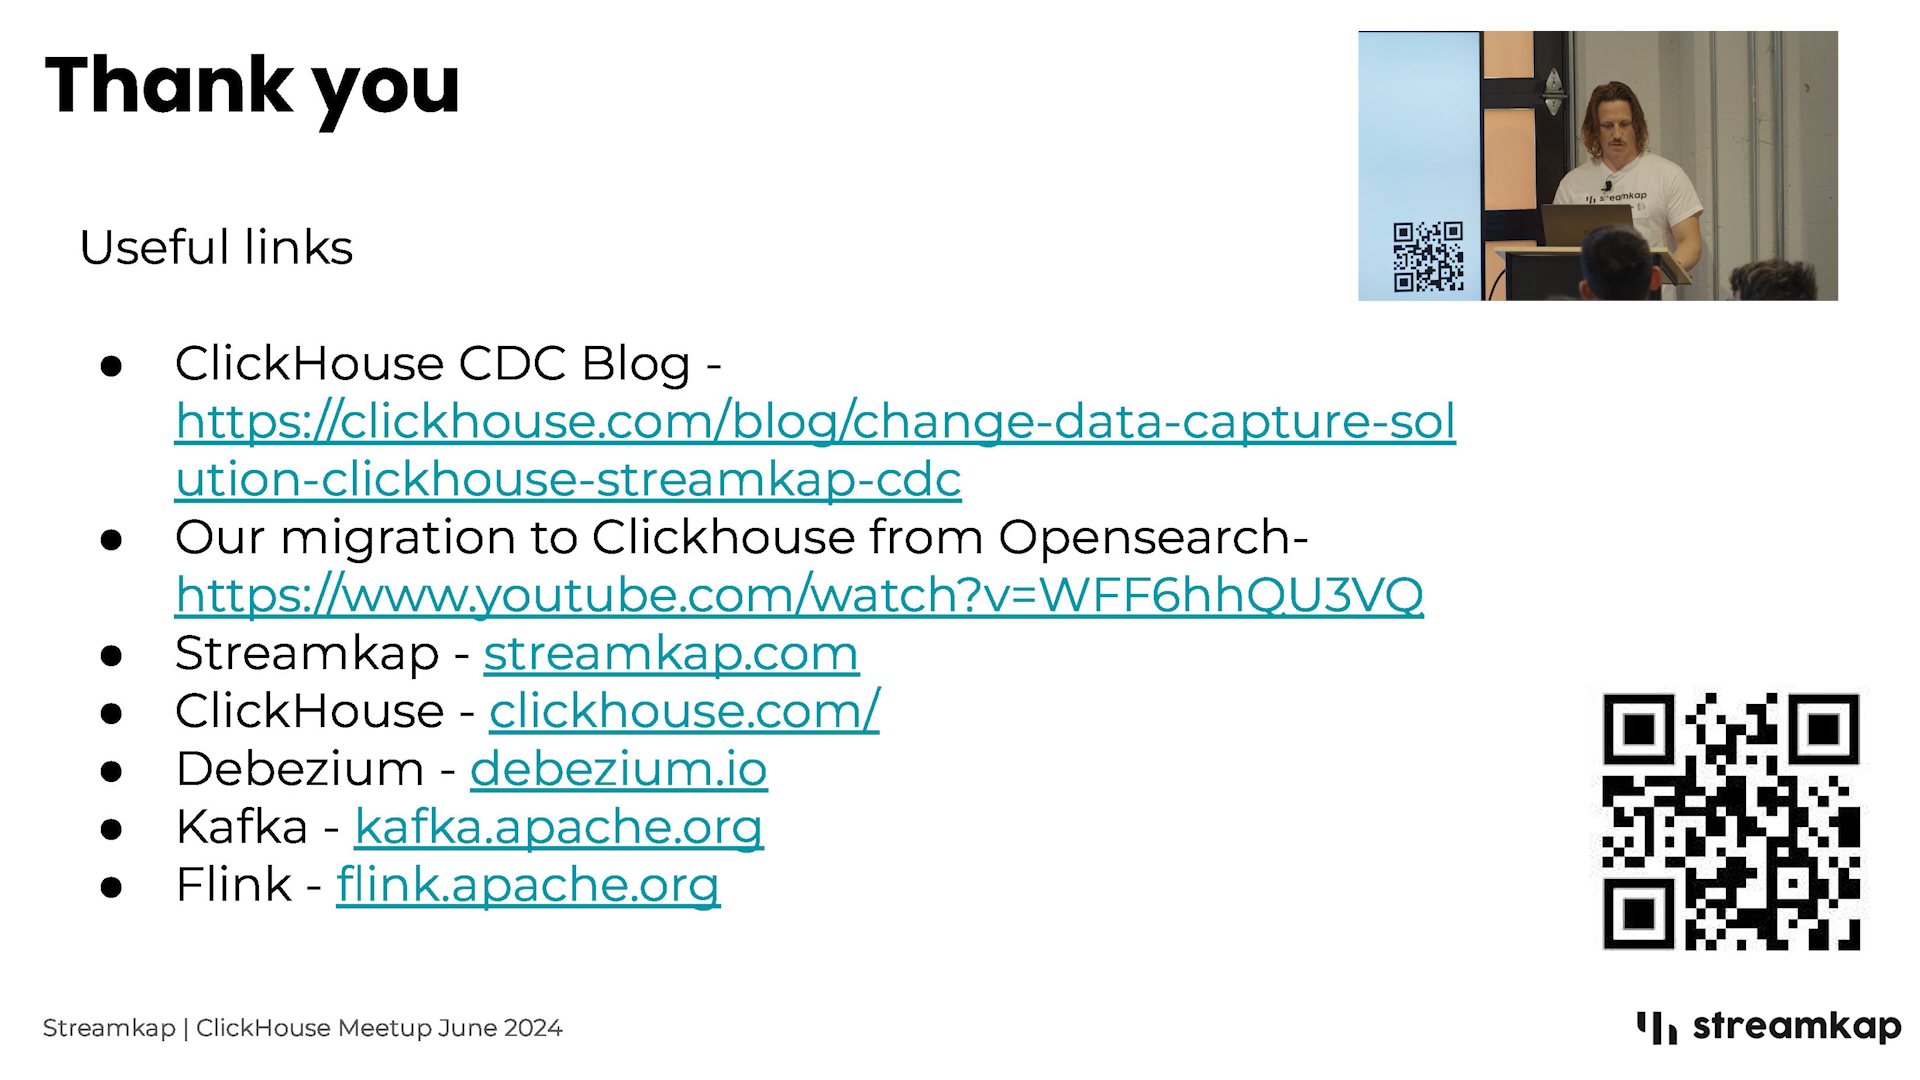 Thank you
streamkap
Useful links
● ClickHouse CDC Blog -
https://clickhouse.com/blog/change-data-capture-sol
ution-clickhouse-streamkap-cdc
● Our migration to Clickhouse from Opensearch-
https://www.youtube.com/watch?v=WFF6hhQU3VQ
● Streamkap - streamkap.com
● ClickHouse - clickhouse.com/
● Debezium - debezium.io
● Kafka - kafka.apache.org
● Flink - flink.apache.org
Streamkap | ClickHouse Meetup June 2024
streamkap